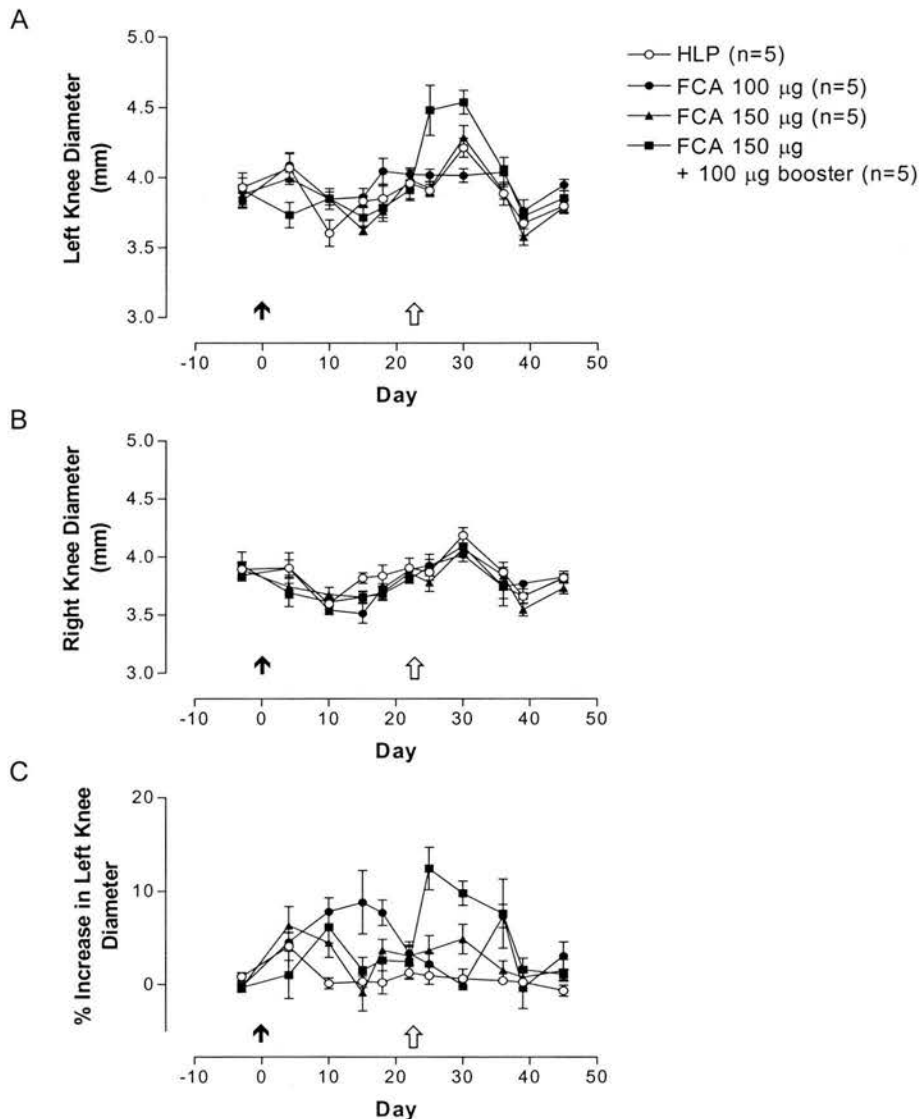 A
Left Knee Diameter
(mm)
5.0
4.5
4.0
3.5
3.0
-10 0 10 20 30 40 50
Day
HLP (n=5)
FCA 100 μg (n=5)
FCA 150 μg (n=5)
FCA 150 μg
+ 100 μg booster (n=5)
B
Right Knee Diameter
(mm)
5.0
4.5
4.0
3.5
3.0
-10 0 10 20 30 40 50
Day
C
% Increase in Left Knee
Diameter
20
10
0
-10 0 10 20 30 40 50
Day